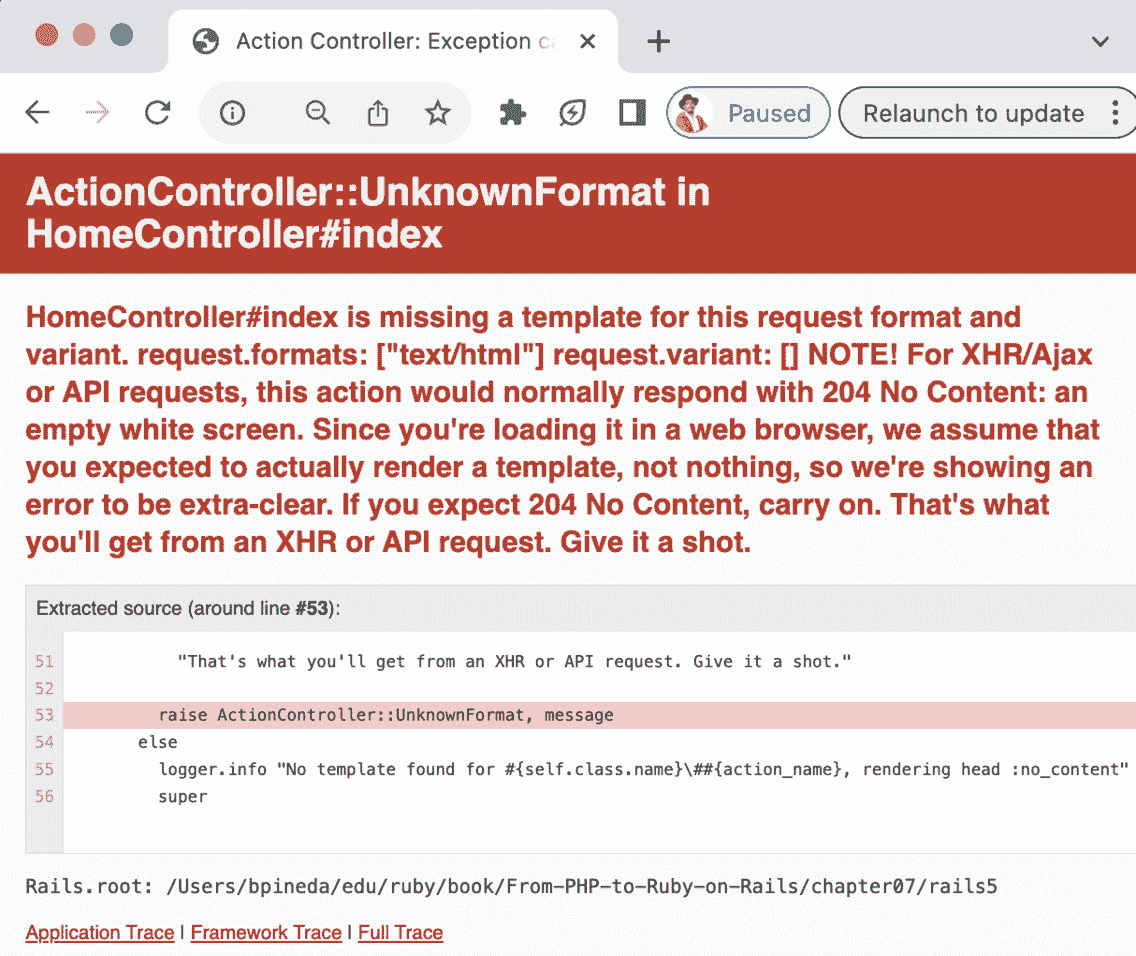 Action Controller: Exception ca
Paused
Relaunch to update
ActionController::UnknownFormat in
HomeController#index
HomeController#index is missing a template for this request format and
variant. request.formats: ["text/html"] request.variant: [] NOTE! For XHR/Ajax
or API requests, this action would normally respond with 204 No Content: an
empty white screen. Since you're loading it in a web browser, we assume that
you expected to actually render a template, not nothing, so we're showing an
error to be extra-clear. If you expect 204 No Content, carry on. That's what
you'll get from an XHR or API request. Give it a shot.
Extracted source (around line #53):
51 "That's what you'll get from an XHR or API request. Give it a shot."
52
53 raise ActionController::UnknownFormat, message
54 else
55 logger.info "No template found for #{self.class.name}\##{action_name}, rendering head :no_content"
56 super
Rails.root: /Users/bpineda/edu/ruby/book/From-PHP-to-Ruby-on-Rails/chapter07/rails5
Application Trace | Framework Trace | Full Trace